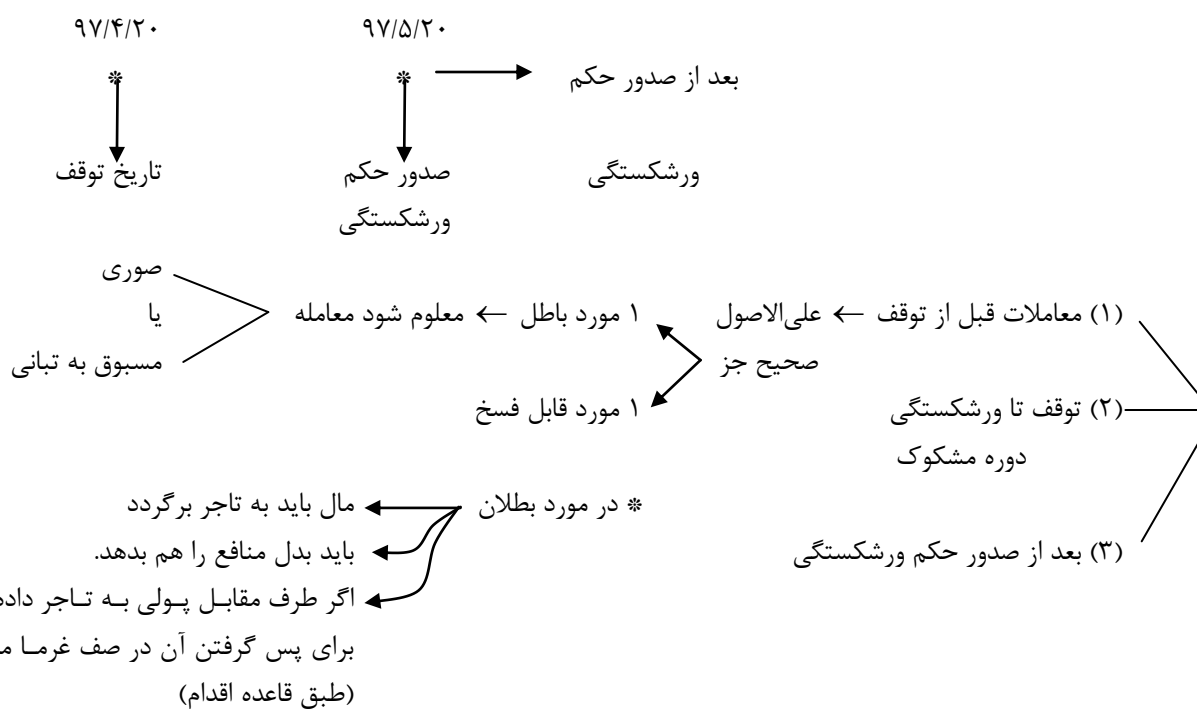 ۹۷/۵/۲۰ ۹۷/۴/۲۰
* *
بعد از صدور حکم
ورشکستگی
صدور حکم
ورشکستگی
تاریخ توقف
(۱) معاملات قبل از توقف ← علی‌الاصول
صحیح جز
۱ مورد باطل ← معلوم شود معامله
صوری
یا
مسبوق به تبانی
۱ مورد قابل فسخ
(۲) توقف تا ورشکستگی
دوره مشکوک
(۳) بعد از صدور حکم ورشکستگی
* در مورد بطلان
مال باید به تاجر برگردد
باید بدل منافع را هم بدهد.
اگر طرف مقابل پولی به تاجر
برای پس گرفتن آن در صف غرما
(طبق قاعده اقدام)